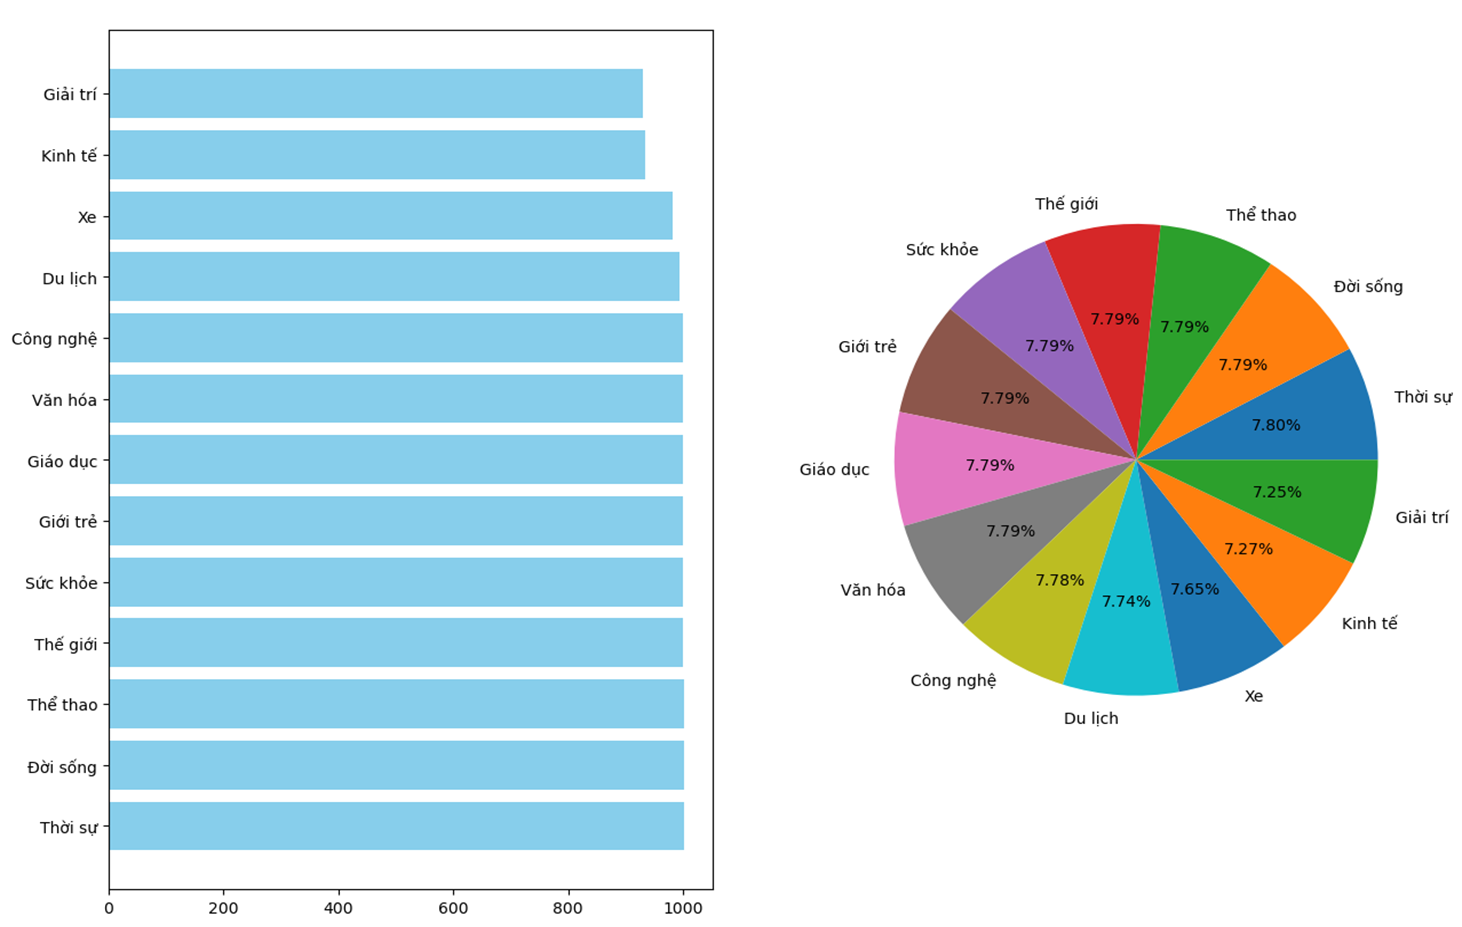 Giải trí
Kinh tế
Xe
Du lịch
Công nghệ
Văn hóa
Giáo dục
Giới trẻ
Sức khỏe
Thế giới
Thể thao
Đời sống
Thời sự
0 200 400 600 800 1000
Thế giới
Thể thao
Sức khỏe
Đời sống
Giới trẻ
Thời sự
Giáo dục
Giải trí
Văn hóa
Kinh tế
Công nghệ
Xe
Du lịch
7.79%
7.79%
7.79%
7.79%
7.79%
7.80%
7.79%
7.25%
7.79%
7.27%
7.78%
7.65%
7.74%